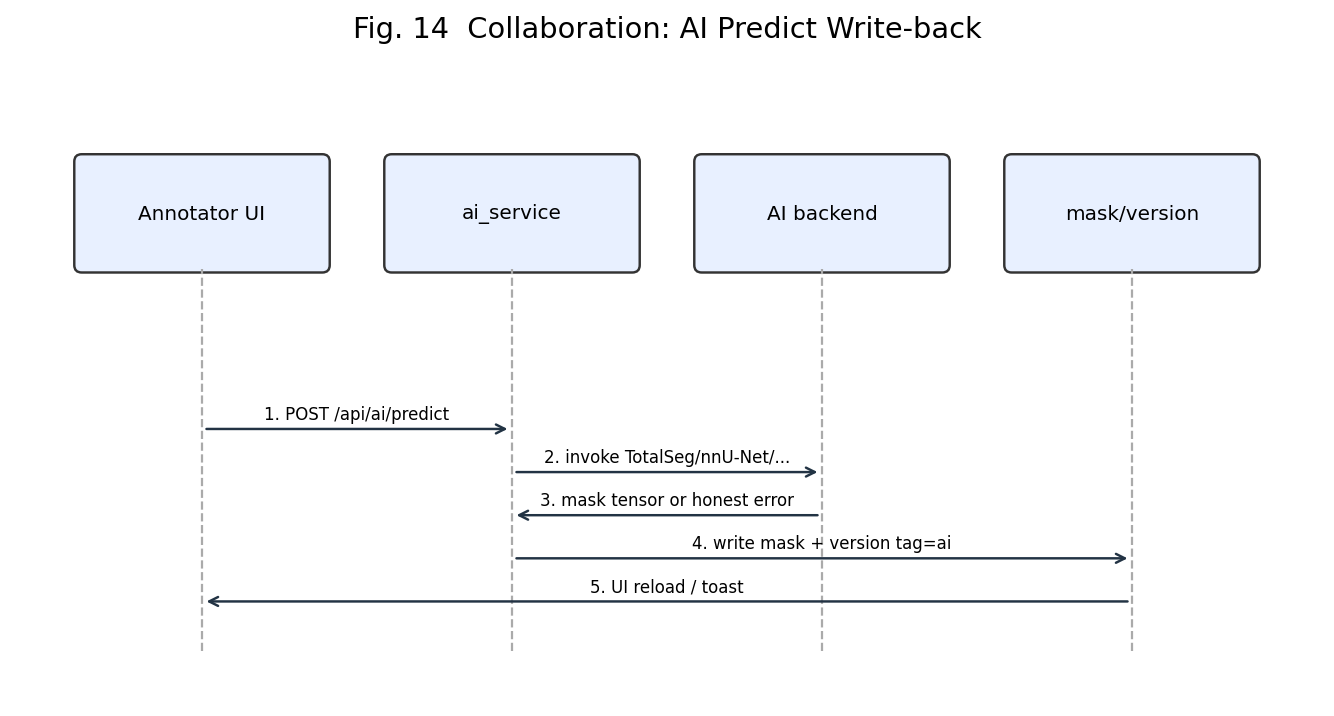 Fig. 14  Collaboration: AI Predict Write-back
Annotator UI
ai_service
AI backend
mask/version
1. POST /api/ai/predict
2. invoke TotalSeg/nnU-Net/...
3. mask tensor or honest error
4. write mask + version tag=ai
5. UI reload / toast